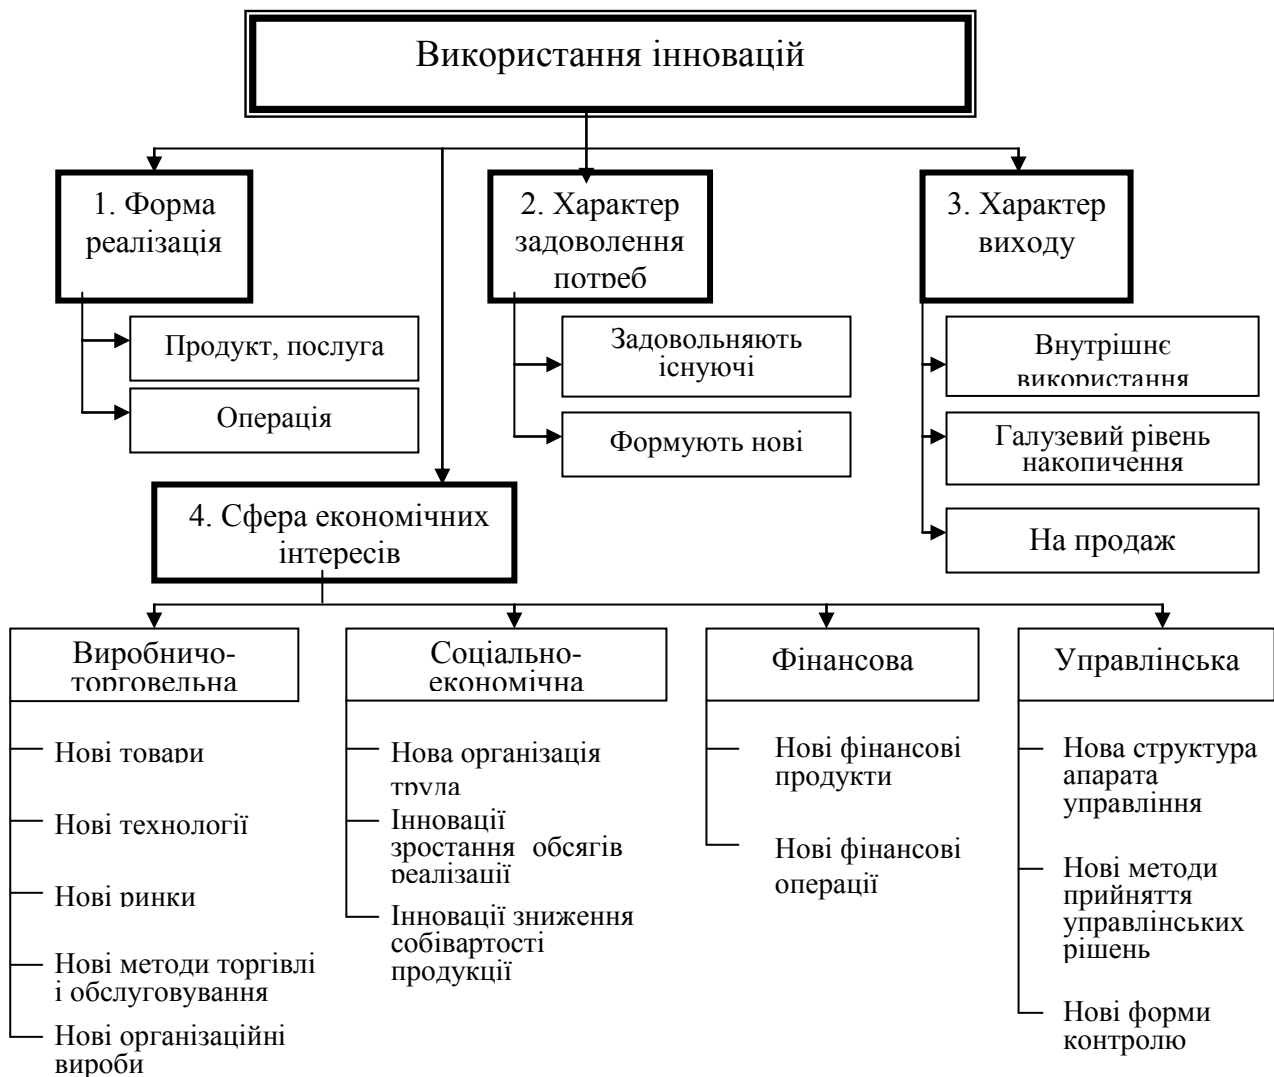 Використання інновацій
1. Форма
реалізація
2. Характер
задоволення
потреб
3. Характер
виходу
Продукт, послуга
Операція
Задовольняють
існуючі
Формують нові
Внутрішнє
використання
Галузевий рівень
накопичення
На продаж
4. Сфера економічних
інтересів
Виробничо-
торговельна
Нові товари
Нові технології
Нові ринки
Нові методи торгівлі
і обслуговування
Нові організаційні
вироби
Соціально-
економічна
Нова організація
труда
Інновації
зростання обсягів
реалізації
Інновації зниження
собівартості
продукції
Фінансова
Нові фінансові
продукти
Нові фінансові
операції
Управлінська
Нова структура
апарата
управління
Нові методи
прийняття
управлінських
рішень
Нові форми
контролю